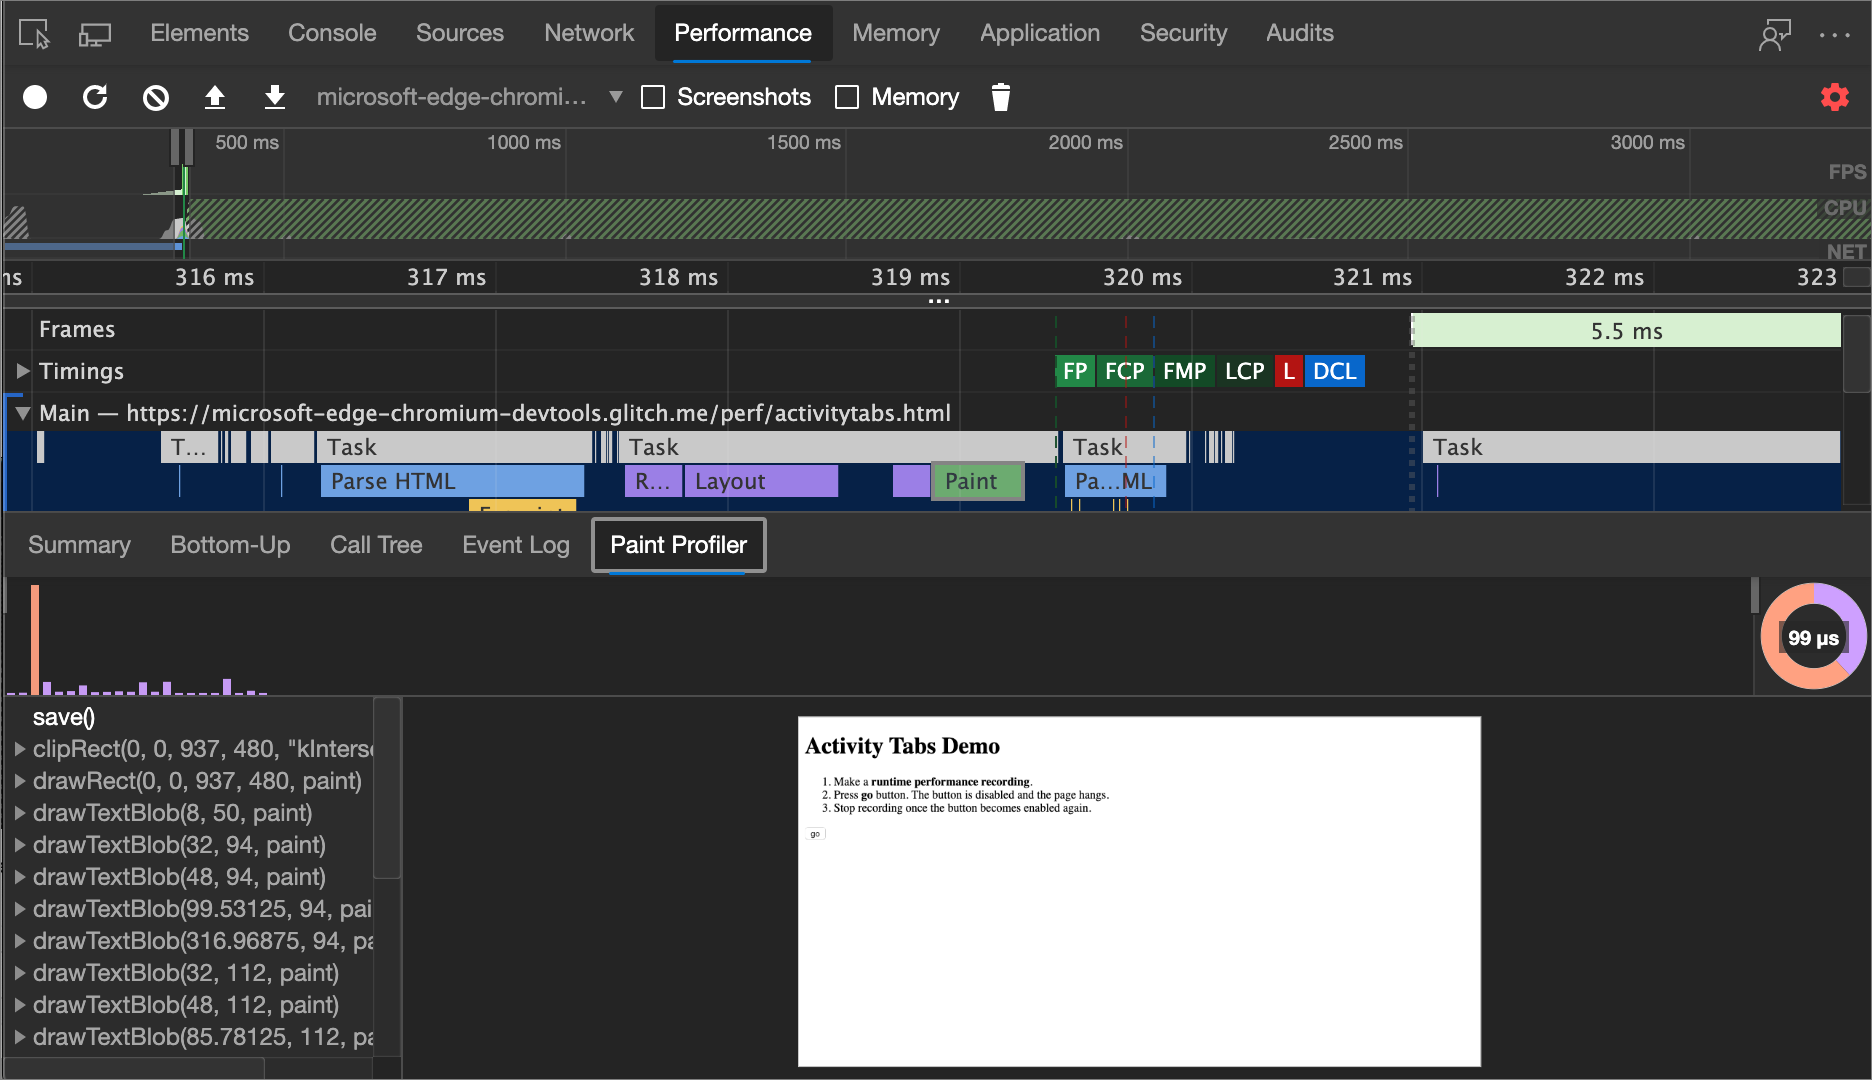 Elements Console Sources Network Performance Memory Application Security Audits
microsoft-edge-chromi... Screenshots Memory
500 ms 1000 ms 1500 ms 2000 ms 2500 ms 3000 ms
FPS
CPU
NET
ms 316 ms 317 ms 318 ms 319 ms 320 ms 321 ms 322 ms 323
Frames 5.5 ms
Timings FP FCP FMP LCP L DCL
Main — https://microsoft-edge-chromium-devtools.glitch.me/perf/activitytabs.html
T... Task Task Task Task
Parse HTML R... Layout Paint Pa...ML
Summary Bottom-Up Call Tree Event Log Paint Profiler
99 µs
save()
clipRect(0, 0, 937, 480, "kInterse
drawRect(0, 0, 937, 480, paint)
drawTextBlob(8, 50, paint)
drawTextBlob(32, 94, paint)
drawTextBlob(48, 94, paint)
drawTextBlob(99.53125, 94, pai
drawTextBlob(316.96875, 94, pa
drawTextBlob(32, 112, paint)
drawTextBlob(48, 112, paint)
drawTextBlob(85.78125, 112, pa
Activity Tabs Demo
1. Make a runtime performance recording.
2. Press go button. The button is disabled and the page hangs.
3. Stop recording once the button becomes enabled again.
go